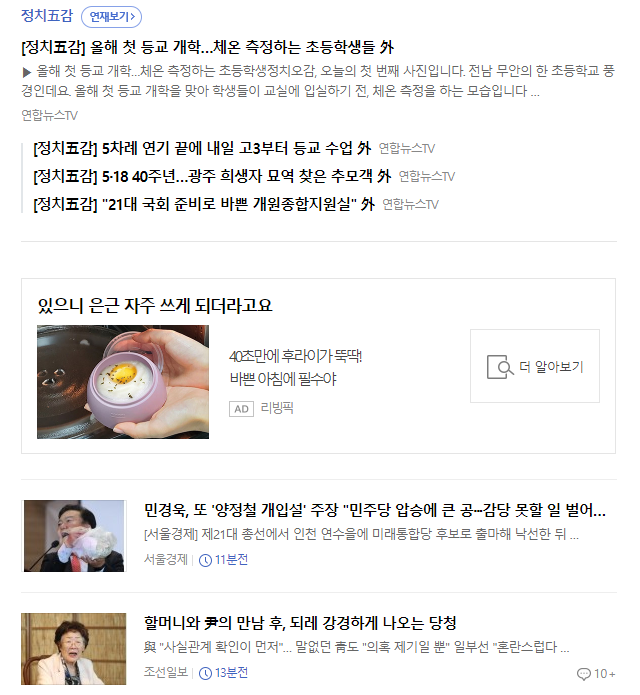 정치五감 연재보기>
[정치五감] 올해 첫 등교 개학...체온 측정하는 초등학생들 外
▶ 올해 첫 등교 개학...체온 측정하는 초등학생정치오감, 오늘의 첫 번째 사진입니다. 전남 무안의 한 초등학교 풍
경인데요. 올해 첫 등교 개학을 맞아 학생들이 교실에 입실하기 전, 체온 측정을 하는 모습입니다 ...
연합뉴스TV
[정치五감] 5차례 연기 끝에 내일 고3부터 등교 수업 外 연합뉴스TV
[정치五감] 5·18 40주년...광주 희생자 묘역 찾은 추모객 外 연합뉴스TV
[정치五감] "21대 국회 준비로 바쁜 개원종합지원실" 外 연합뉴스TV
있으니 은근 자주 쓰게 되더라고요
40초만에 후라이가 뚝딱!
바쁜 아침에 필수야
AD 리빙픽
더 알아보기
민경욱, 또 '양정철 개입설' 주장 "민주당 압승에 큰 공…감당 못할 일 벌어...
[서울경제] 제21대 총선에서 인천 연수을에 미래통합당 후보로 출마해 낙선한 뒤 ...
서울경제 11분전
할머니와 尹의 만남 후, 되레 강경하게 나오는 당청
與 "사실관계 확인이 먼저"... 말없던 靑도 "의혹 제기일 뿐" 일부선 "혼란스럽다 ...
조선일보 13분전 10+